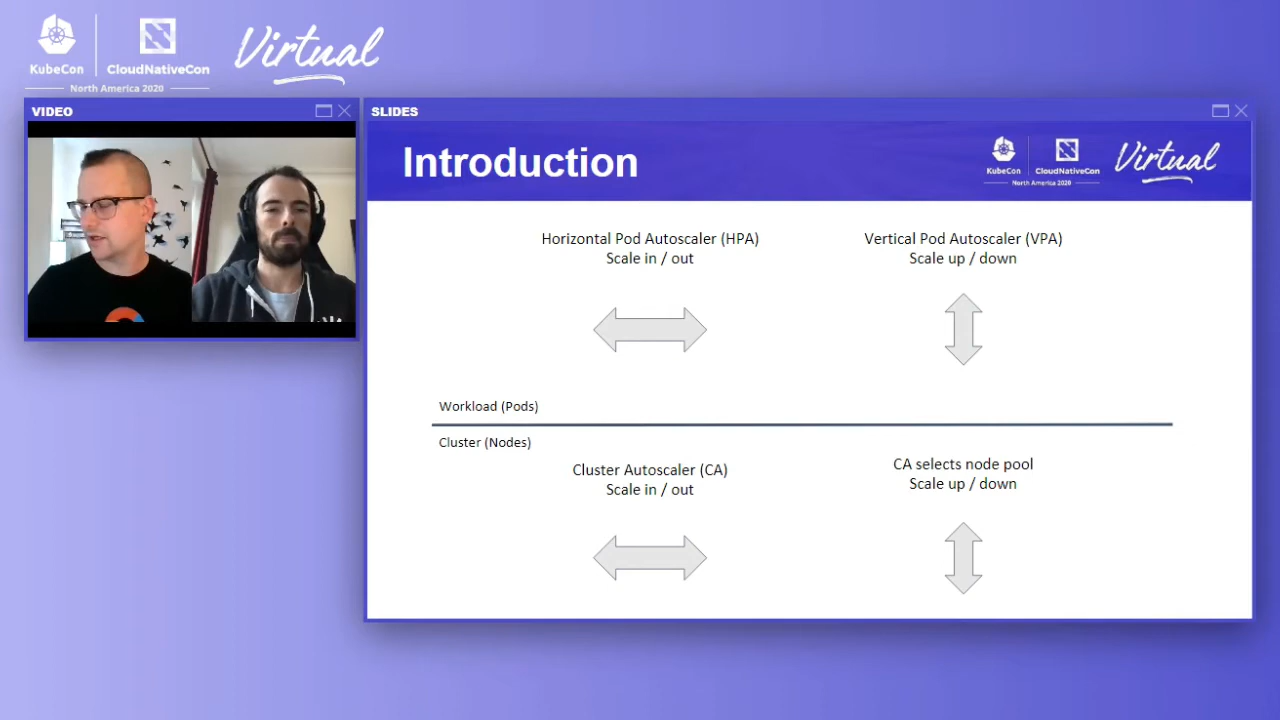 KubeCon
CloudNativeCon
North America 2020
Virtual
VIDEO
SLIDES
Introduction
KubeCon
CloudNativeCon
North America 2020
Virtual
Horizontal Pod Autoscaler (HPA)
Scale in / out
Vertical Pod Autoscaler (VPA)
Scale up / down
Workload (Pods)
Cluster (Nodes)
Cluster Autoscaler (CA)
Scale in / out
CA selects node pool
Scale up / down